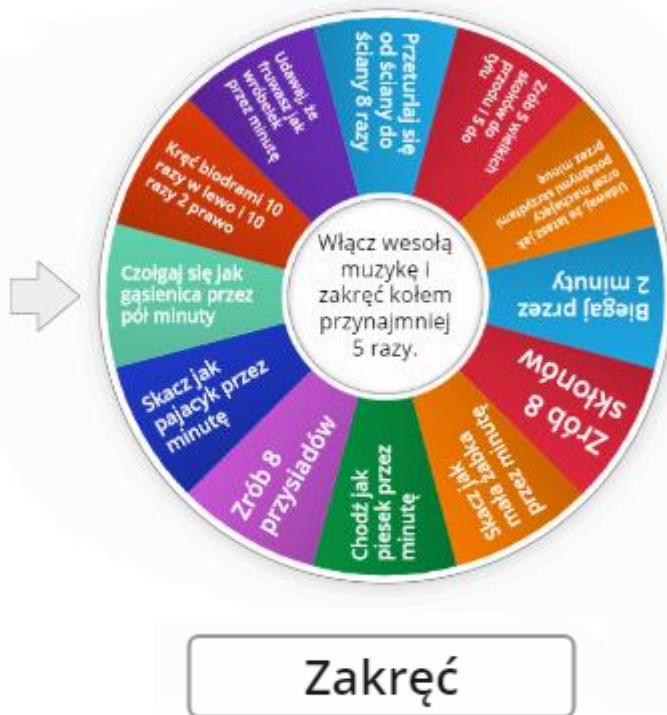 Przeturlaj się
od ściany do
ściany 8 razy
Zrób 5 wielkich
skoków do
przodu i 5 do
tyłu
Udawaj, że latasz jak
orzeł machający
potężnymi skrzydłami
przez minutę
Biegaj przez
2 minuty
Zrób 8
skłonów
Skacz jak
mała żabka
przez minutę
Chodź jak
piesek przez
minutę
Zrób 8
przysiadów
Skacz jak
pajacyk przez
minutę
Czołgaj się jak
gąsienica przez
pół minuty
Kręć biodrami 10
razy w lewo i 10
razy 2 prawo
Udawaj, że
fruwasz jak
wróbelek
przez minutę
Włącz wesołą
muzykę i
zakręć kołem
przynajmniej
5 razy.
Zakręć